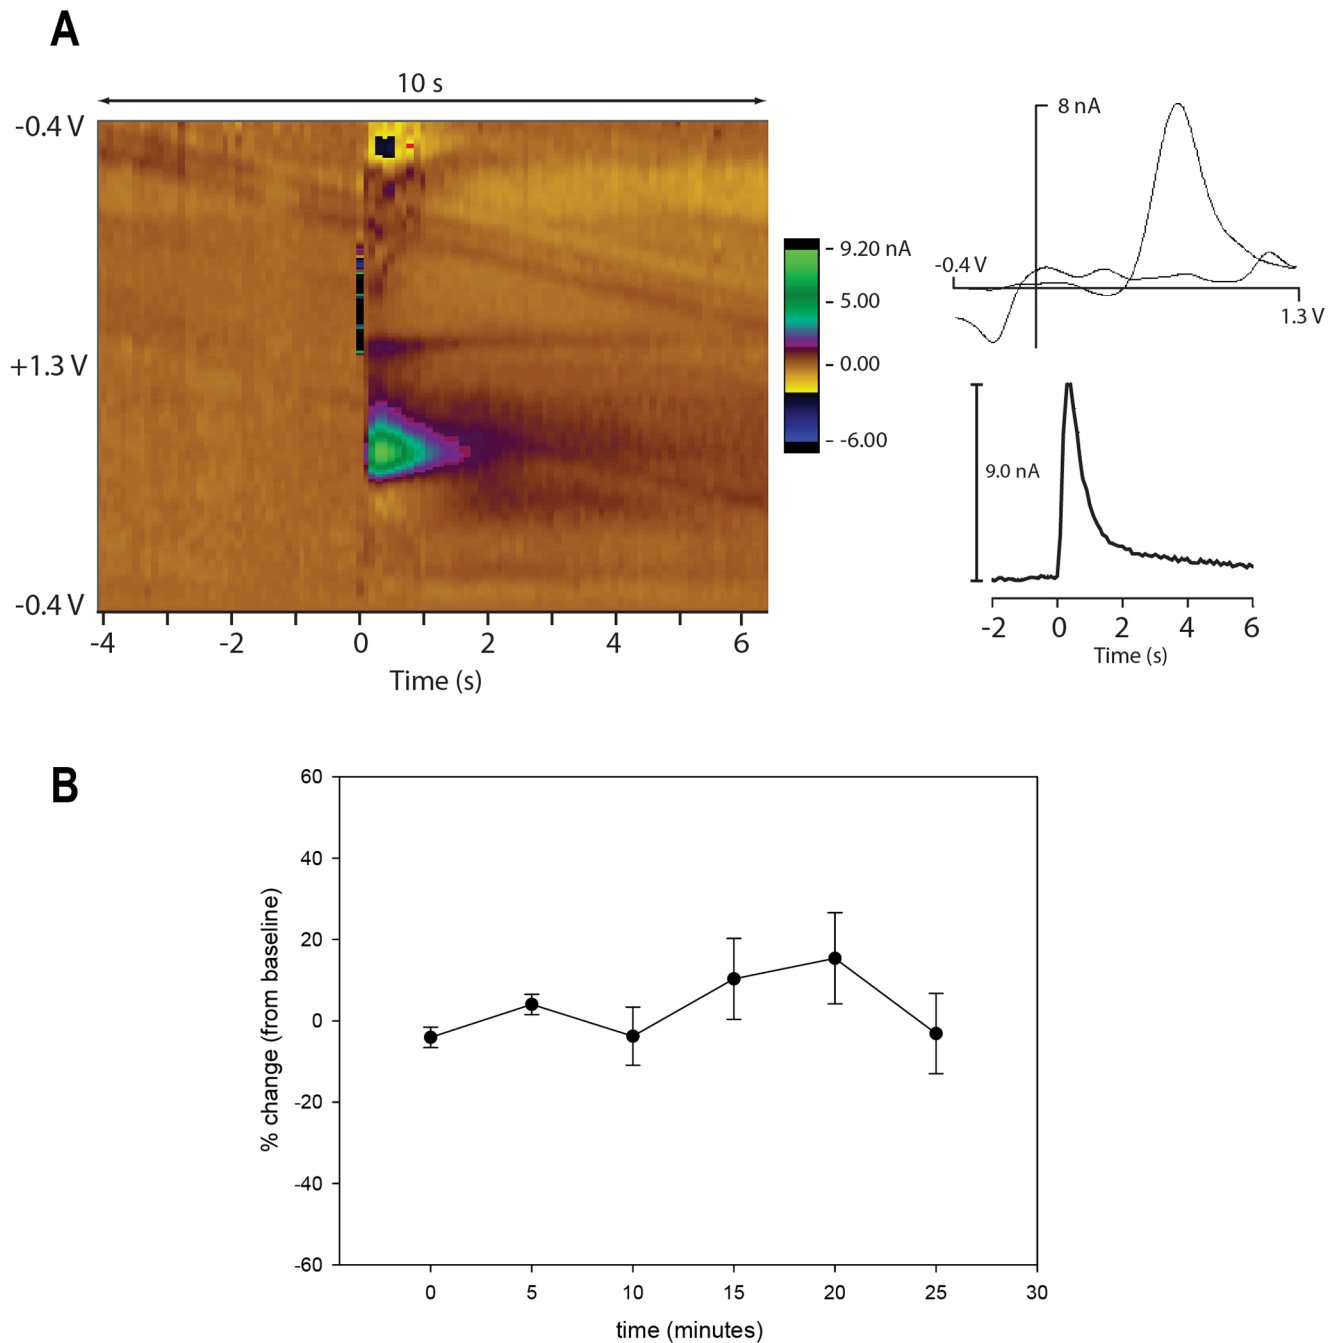 A
10 s
-0.4 V
+1.3 V
-0.4 V
-4 -2 0 2 4 6
Time (s)
9.20 nA
5.00
0.00
-6.00
8 nA
-0.4 V
1.3 V
9.0 nA
-2 0 2 4 6
Time (s)
B
60
40
20
0
-20
-40
-60
% change (from baseline)
0 5 10 15 20 25 30
time (minutes)